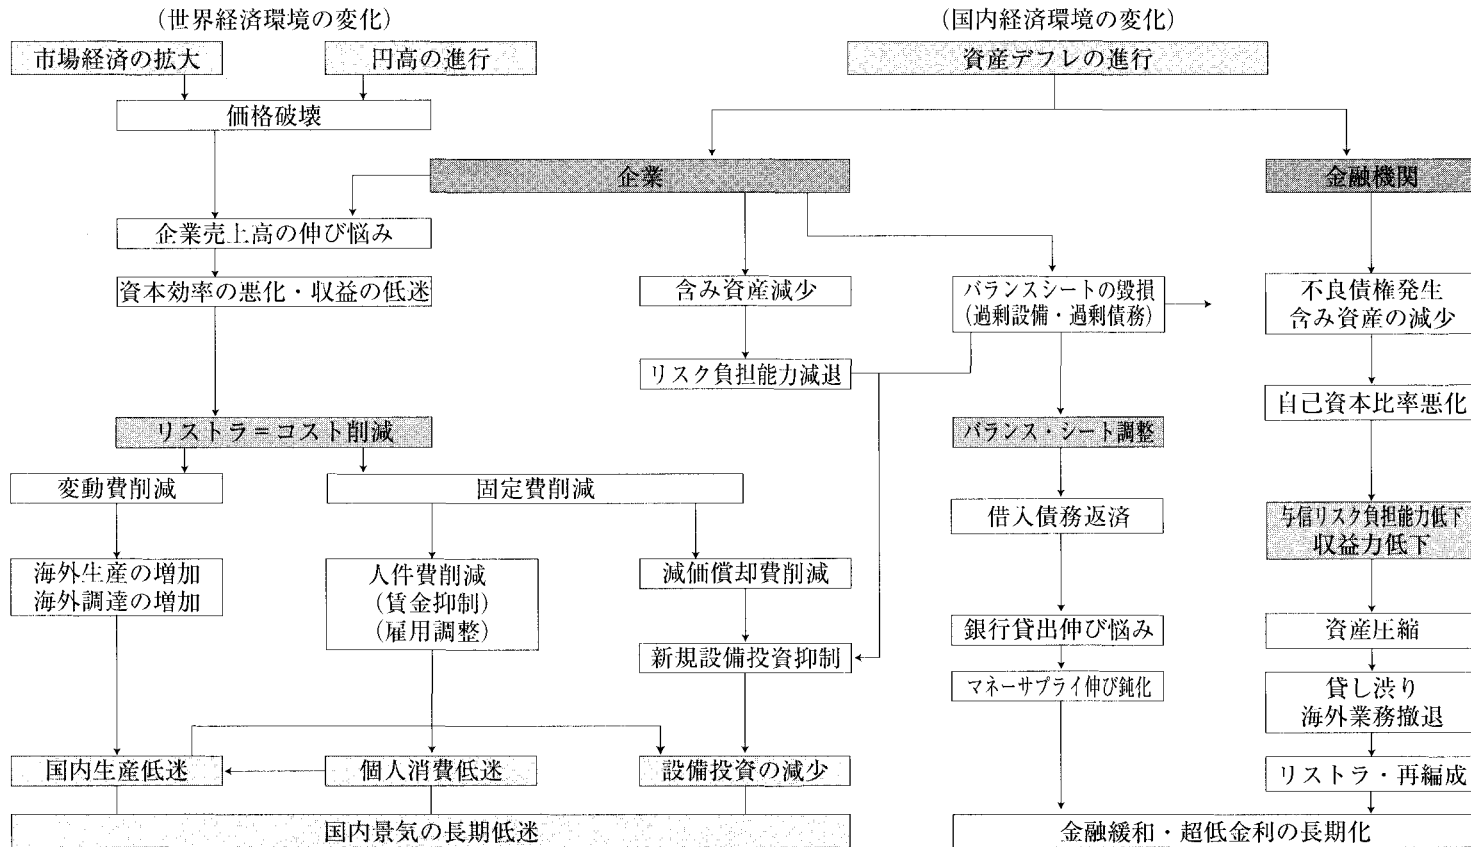 （世界経済環境の変化）
（国内経済環境の変化）
市場経済の拡大
円高の進行
資産デフレの進行
価格破壊
企業
金融機関
企業売上高の伸び悩み
資本効率の悪化・収益の低迷
含み資産減少
バランスシートの毀損
（過剰設備・過剰債務）
不良債権発生
含み資産の減少
リスク負担能力減退
自己資本比率悪化
リストラ＝コスト削減
バランス・シート調整
変動費削減
固定費削減
借入債務返済
与信リスク負担能力低下
収益力低下
海外生産の増加
海外調達の増加
人件費削減
（賃金抑制）
（雇用調整）
減価償却費削減
新規設備投資抑制
銀行貸出伸び悩み
資産圧縮
マネーサプライ伸び鈍化
貸し渋り
海外業務撤退
国内生産低迷
個人消費低迷
設備投資の減少
リストラ・再編成
国内景気の長期低迷
金融緩和・超低金利の長期化